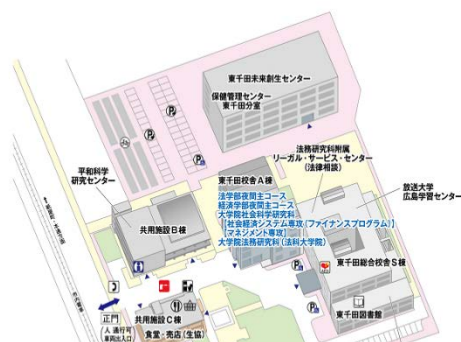 東千田未来創生センター
保健管理センター
東千田分室
平和科学
研究センター
東千田校舎A棟
法学部夜間主コース
経済学部夜間主コース
大学院社会科学研究科
【社会経済システム専攻 [ファイナンスプログラム]】
【マネジメント専攻】
大学院法務研究科(法科大学院)
法務研究科附属
リーガル・サービス・センター
(法律相談)
放送大学
広島学習センター
共用施設B棟
東千田総合校舎S棟
東千田図書館
共用施設C棟
食堂・売店(生協)
正門
人 通行可
車両出入口